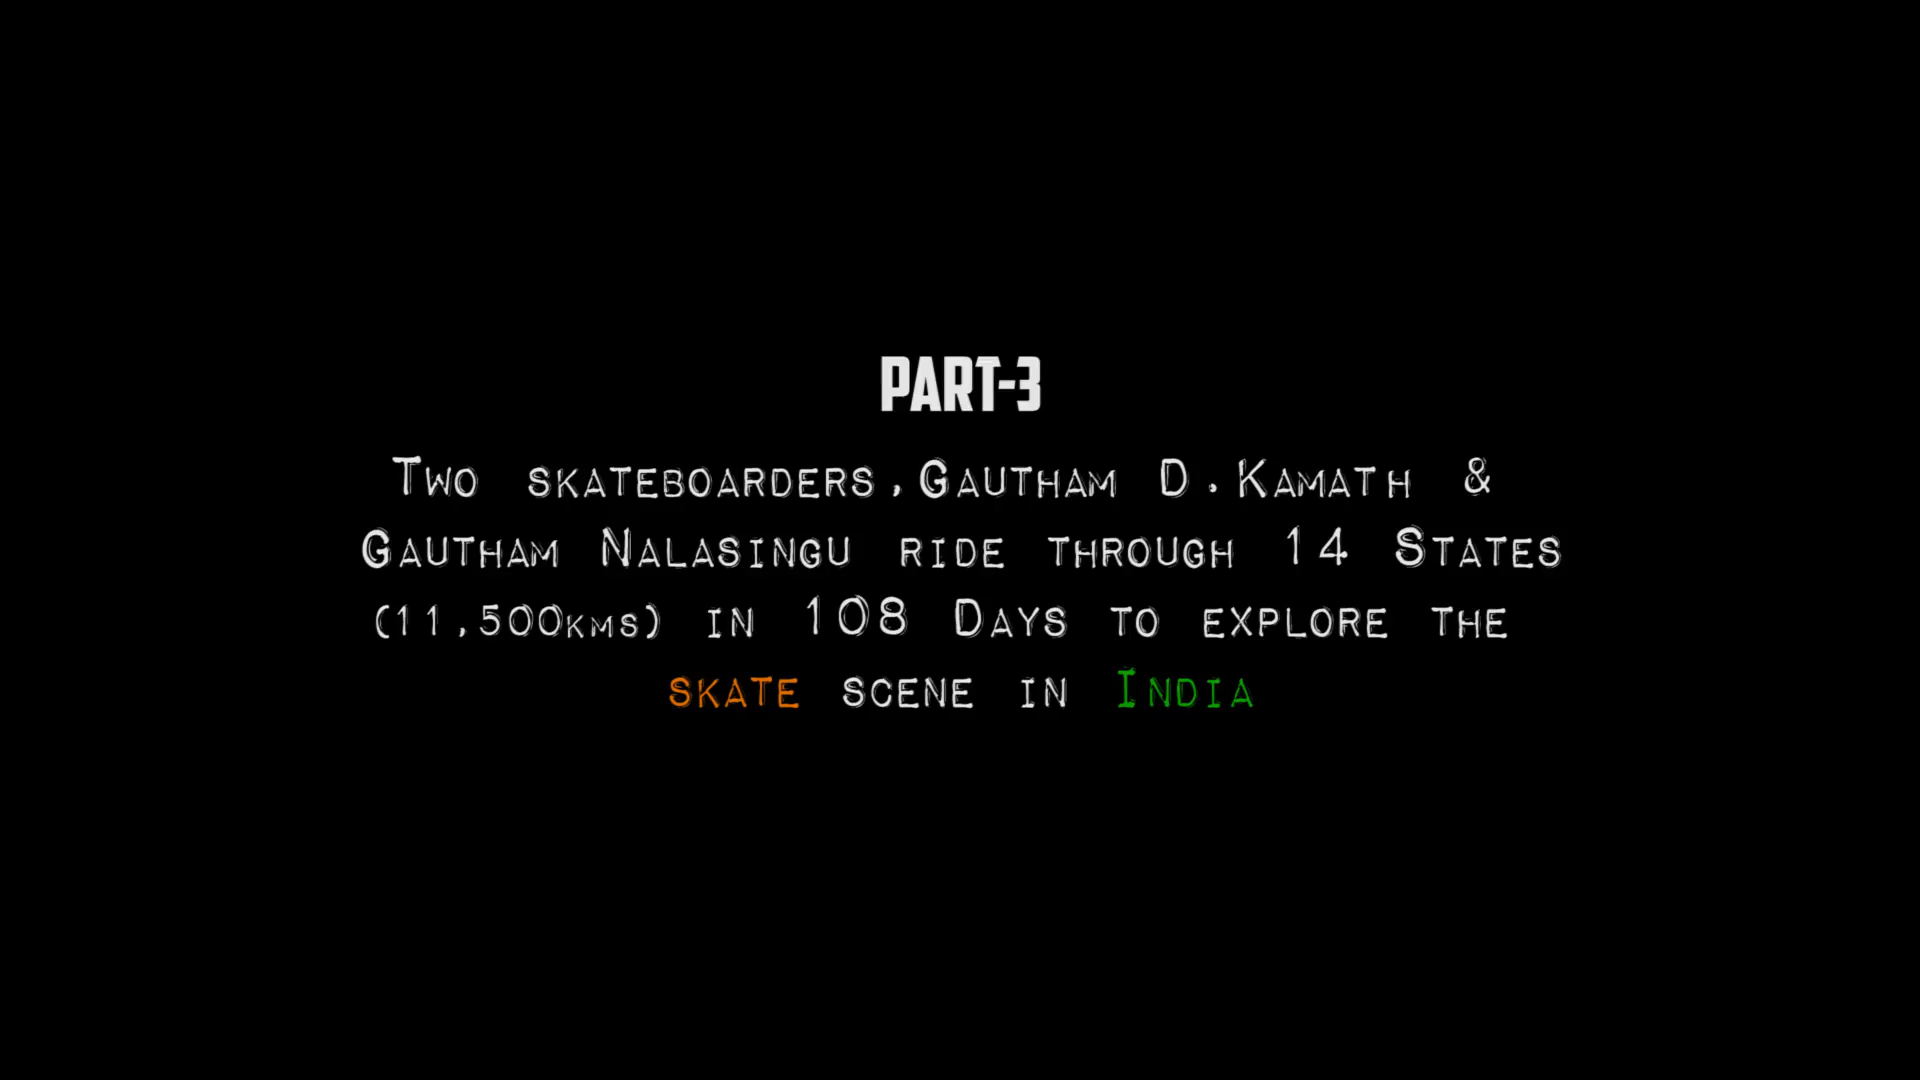 PART-3
Two skateboarders,Gautham D.Kamath &
Gautham Nalasingu ride through 14 States
(11,500kms) in 108 Days to explore the
skate scene in India